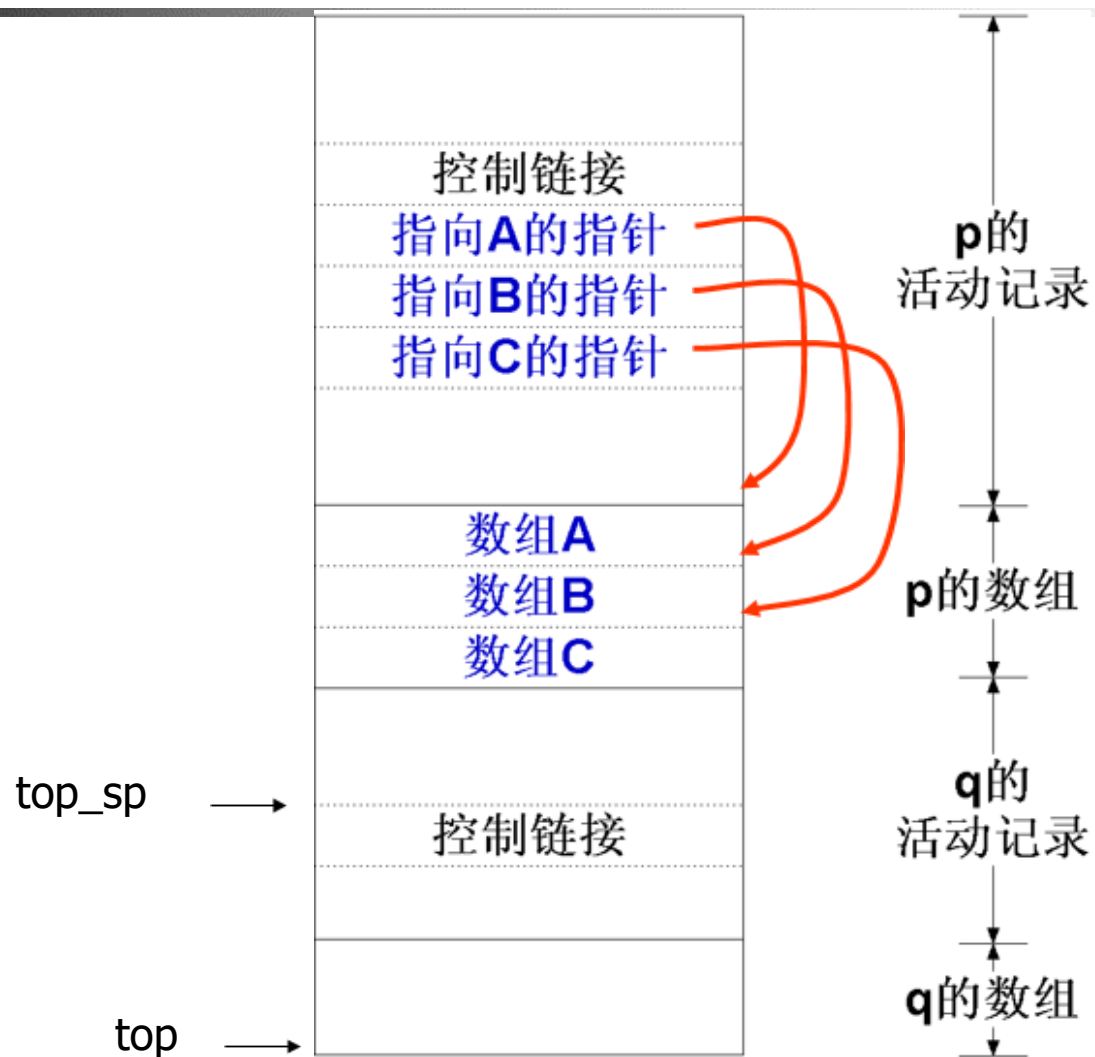 控制链接
指向A的指针
指向B的指针
指向C的指针
p的
活动记录
数组A
数组B
数组C
p的数组
top_sp
控制链接
q的
活动记录
q的数组
top